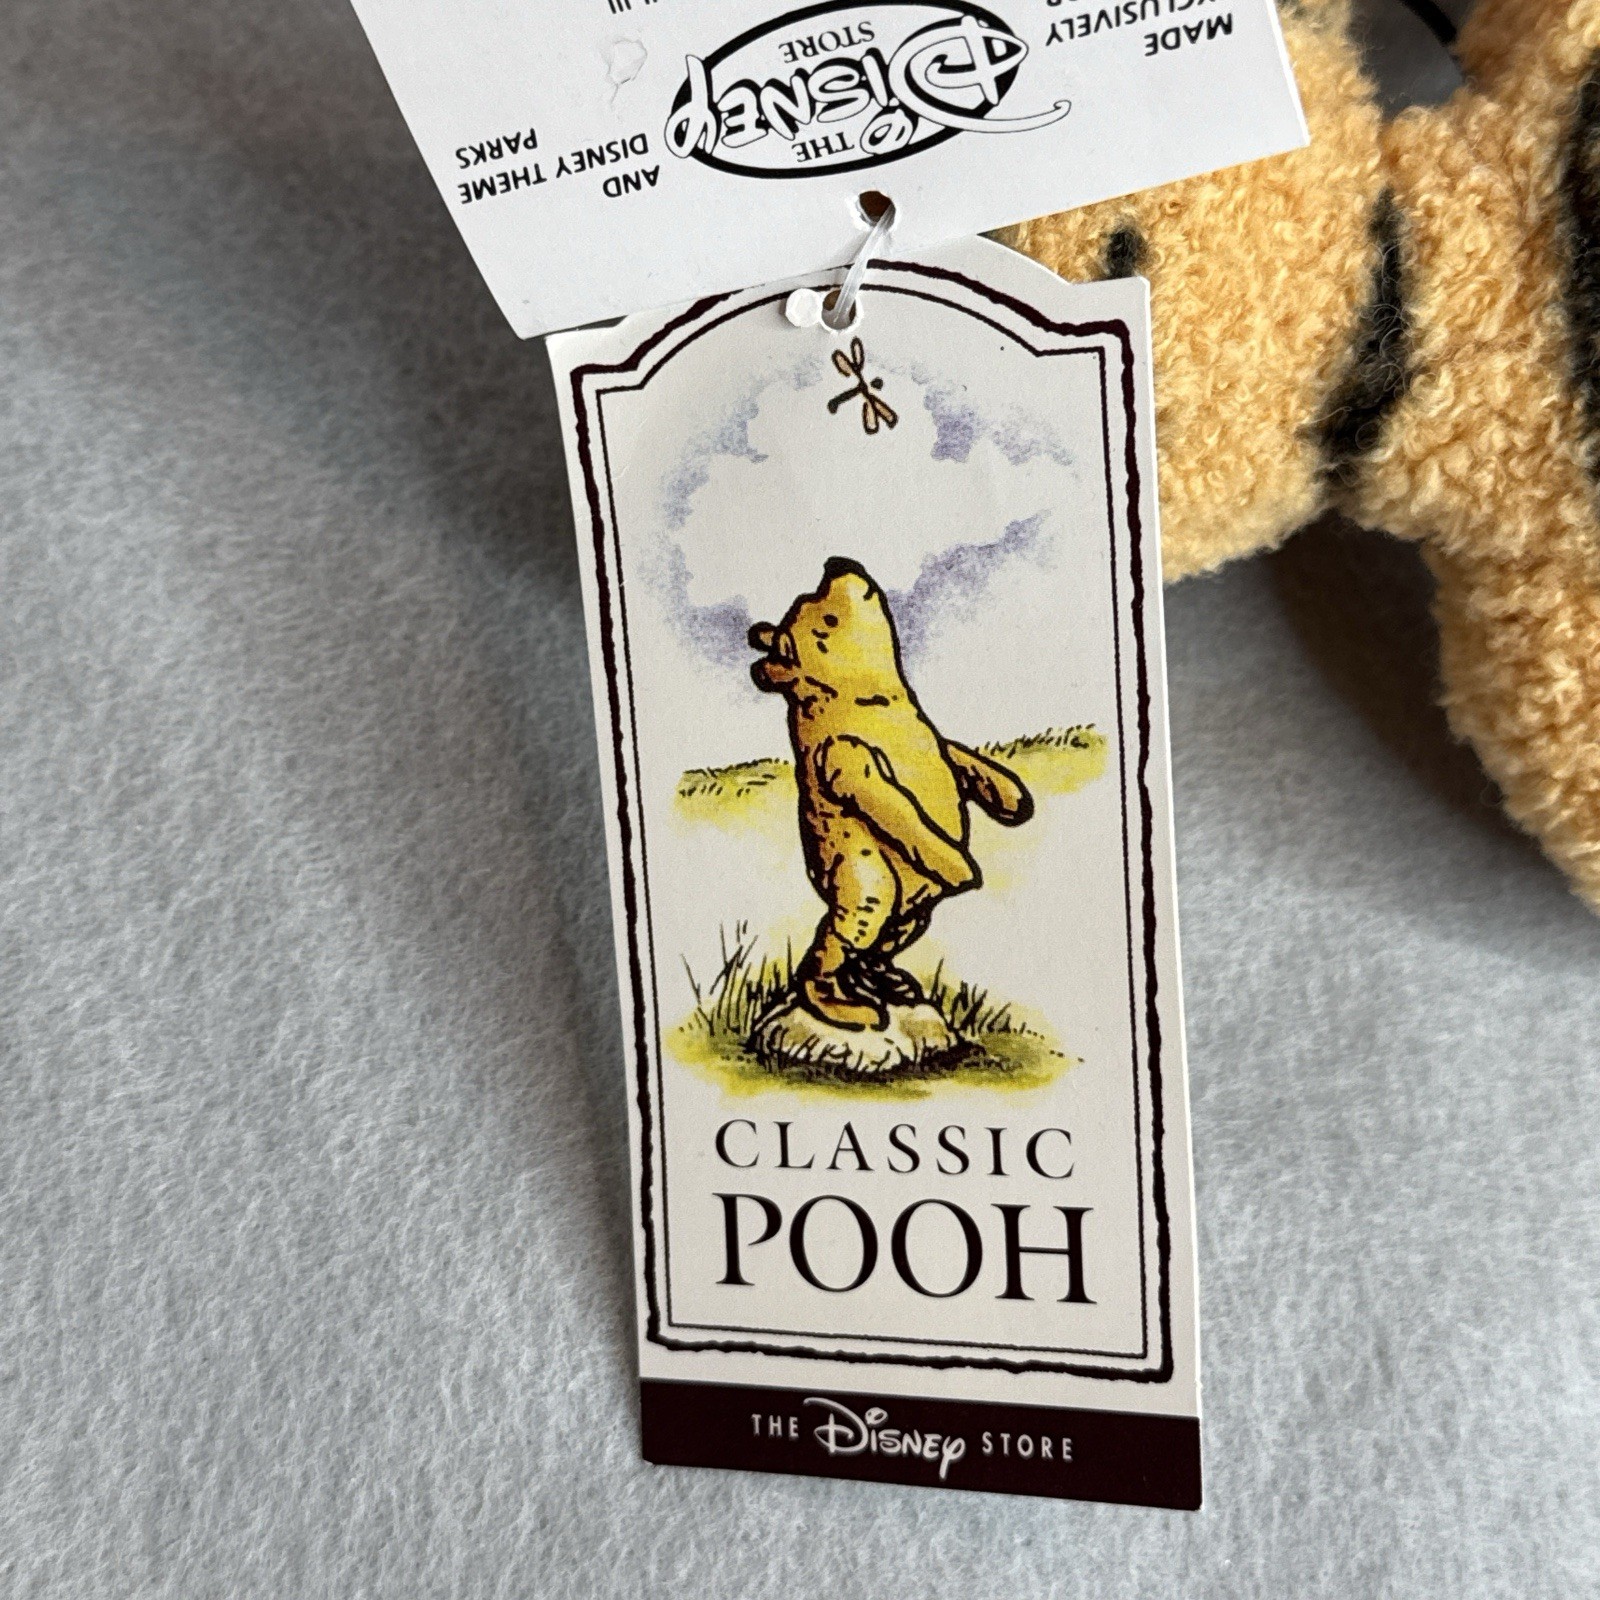 MADE
EXCLUSIVELY
THE
DISNEY
STORE
AND
DISNEY THEME
PARKS
CLASSIC
POOH
THE DISNEY STORE